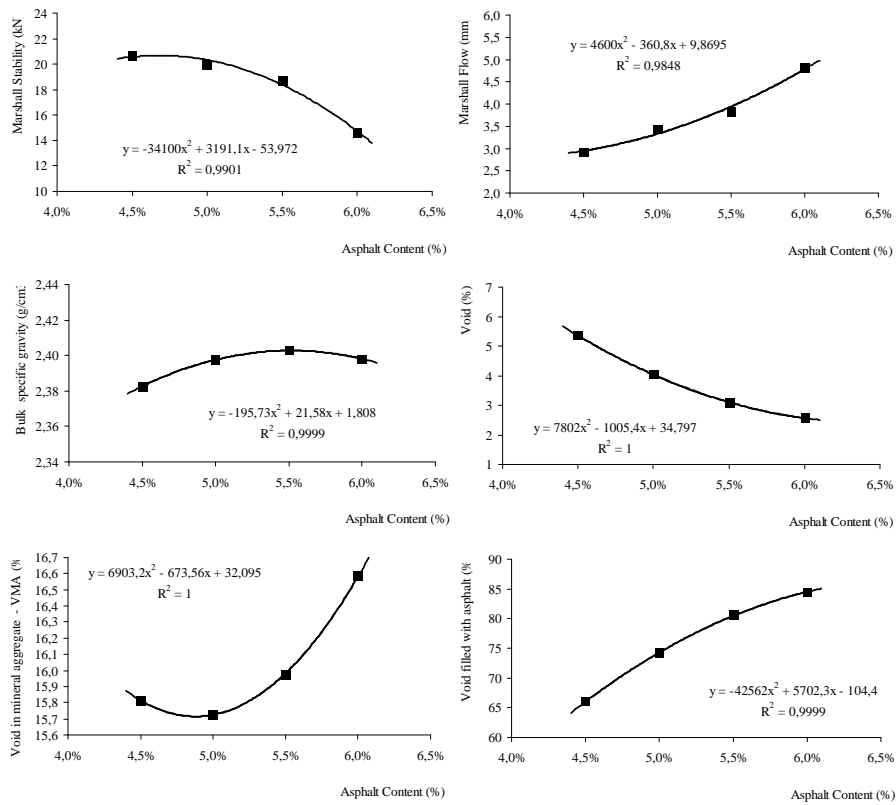 Marshall Stability (kN
24
22
20
18
16
14
12
10
y = -34100x² + 3191,1x - 53,972
R² = 0,9901
4,0% 4,5% 5,0% 5,5% 6,0% 6,5%
Asphalt Content (%)
Marshall Flow (mm
6,0
5,5
5,0
4,5
4,0
3,5
3,0
2,5
2,0
y = 4600x² - 360,8x + 9,8695
R² = 0,9848
4,0% 4,5% 5,0% 5,5% 6,0% 6,5%
Asphalt Content (%)
Bulk specific gravity (g/cm
2,44
2,42
2,40
2,38
2,36
2,34
y = -195,73x² + 21,58x + 1,808
R² = 0,9999
4,0% 4,5% 5,0% 5,5% 6,0% 6,5%
Asphalt Content (%)
Void (%)
7
6
5
4
3
2
1
y = 7802x² - 1005,4x + 34,797
R² = 1
4,0% 4,5% 5,0% 5,5% 6,0% 6,5%
Asphalt Content (%)
Void in mineral aggregate - VMA (%
16,7
16,6
16,5
16,4
16,3
16,2
16,1
16,0
15,9
15,8
15,7
15,6
y = 6903,2x² - 673,56x + 32,095
R² = 1
4,0% 4,5% 5,0% 5,5% 6,0% 6,5%
Asphalt Content (%)
Void filled with asphalt (%
90
85
80
75
70
65
60
y = -42562x² + 5702,3x - 104,4
R² = 0,9999
4,0% 4,5% 5,0% 5,5% 6,0% 6,5%
Asphalt Content (%)